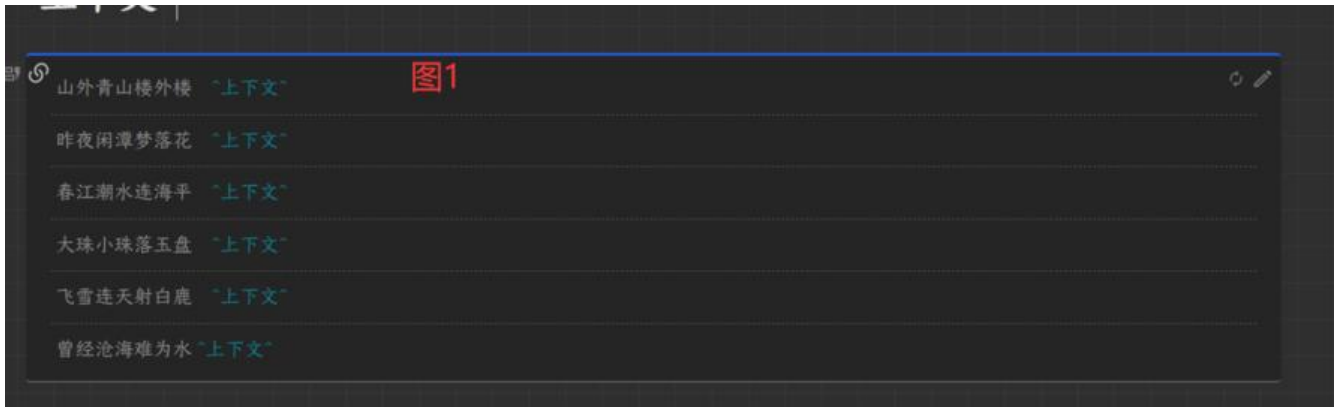 上下文
图1
山外青山楼外楼 ^上下文^
昨夜闲潭梦落花 ^上下文^
春江潮水连海平 ^上下文^
大珠小珠落玉盘 ^上下文^
飞雪连天射白鹿 ^上下文^
曾经沧海难为水 ^上下文^